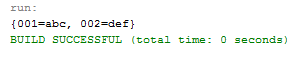 run:
{001=abc, 002=def}
BUILD SUCCESSFUL (total time: 0 seconds)